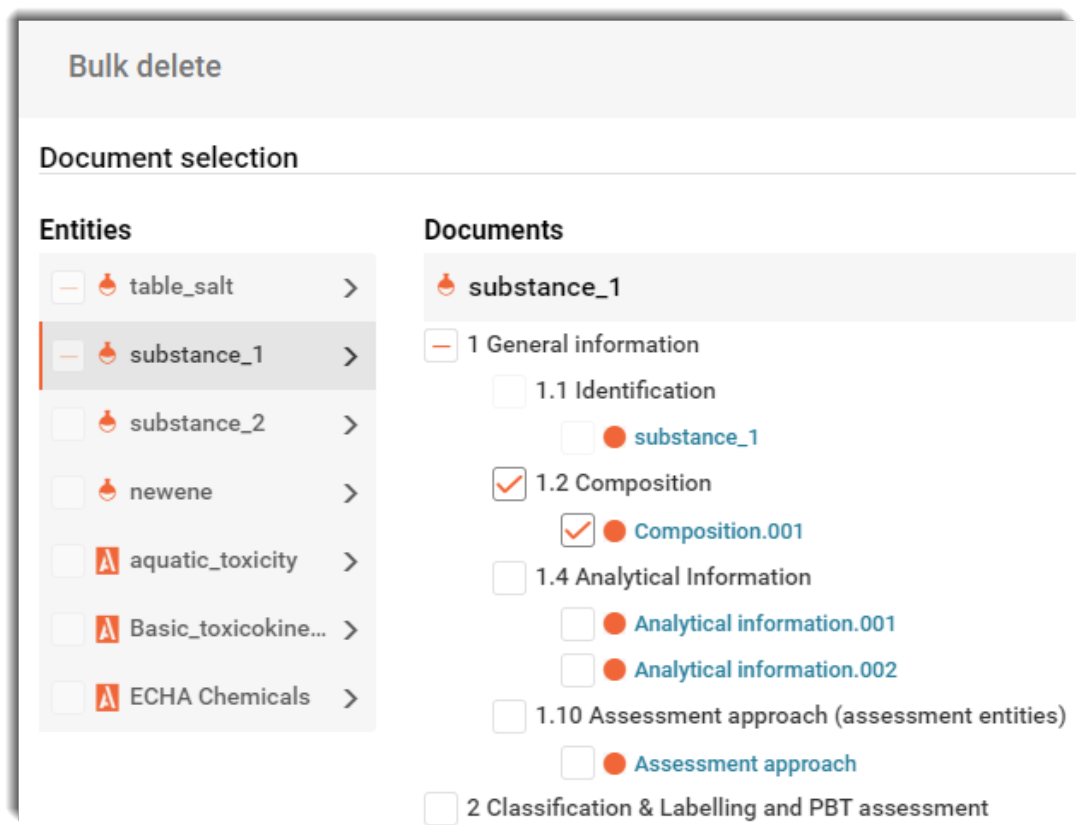 Bulk delete
Document selection
Entities
table_salt
substance_1
substance_2
newene
aquatic_toxicity
Basic_toxicokine...
ECHA Chemicals
Documents
substance_1
1 General information
1.1 Identification
substance_1
1.2 Composition
Composition.001
1.4 Analytical Information
Analytical information.001
Analytical information.002
1.10 Assessment approach (assessment entities)
Assessment approach
2 Classification & Labelling and PBT assessment